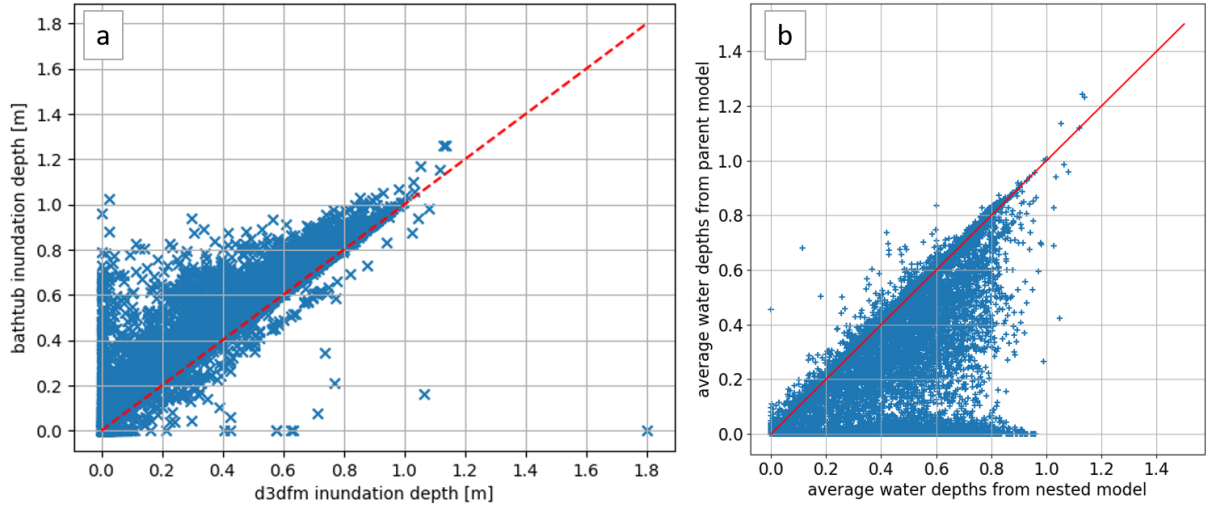 a
1.8
1.6
1.4
1.2
1.0
0.8
0.6
0.4
0.2
0.0
bathtub inundation depth [m]
0.0 0.2 0.4 0.6 0.8 1.0 1.2 1.4 1.6 1.8
d3dfm inundation depth [m]
b
1.4
1.2
1.0
0.8
0.6
0.4
0.2
0.0
average water depths from parent model
0.0 0.2 0.4 0.6 0.8 1.0 1.2 1.4
average water depths from nested model